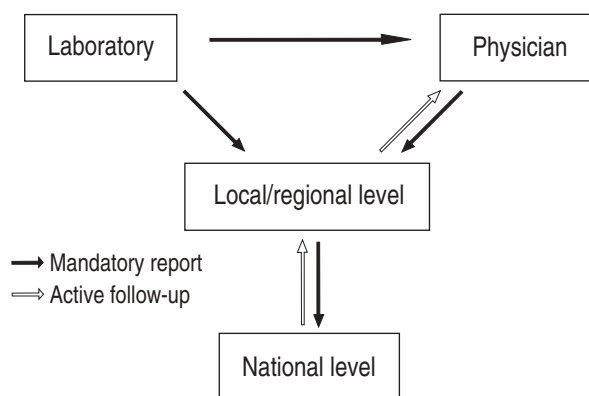 Laboratory
Physician
Local/regional level
Mandatory report
Active follow-up
National level